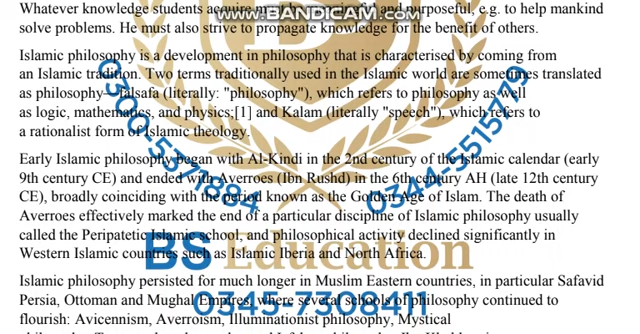 Whatever knowledge students acquire must be meaningful and purposeful, e.g. to help mankind
www.BANDICAM.com
solve problems. He must also strive to propagate knowledge for the benefit of others.
Islamic philosophy is a development in philosophy that is characterised by coming from
an Islamic tradition. Two terms traditionally used in the Islamic world are sometimes translated
as philosophy—falsafa (literally: "philosophy"), which refers to philosophy as well
as logic, mathematics, and physics;[1] and Kalam (literally "speech"), which refers to
a rationalist form of Islamic theology.
Early Islamic philosophy began with Al-Kindi in the 2nd century of the Islamic calendar (early
9th century CE) and ended with Averroes (Ibn Rushd) in the 6th century AH (late 12th century
CE), broadly coinciding with the period known as the Golden Age of Islam. The death of
Averroes effectively marked the end of a particular discipline of Islamic philosophy usually
called the Peripatetic Islamic school, and philosophical activity declined significantly in
Western Islamic countries such as Islamic Iberia and North Africa.
BS Education
0344-5515779
0345-7308411
Islamic philosophy persisted for much longer in Muslim Eastern countries, in particular Safavid
Persia, Ottoman and Mughal Empires, where several schools of philosophy continued to
flourish: Avicennism, Averroism, Illuminationist philosophy, Mystical